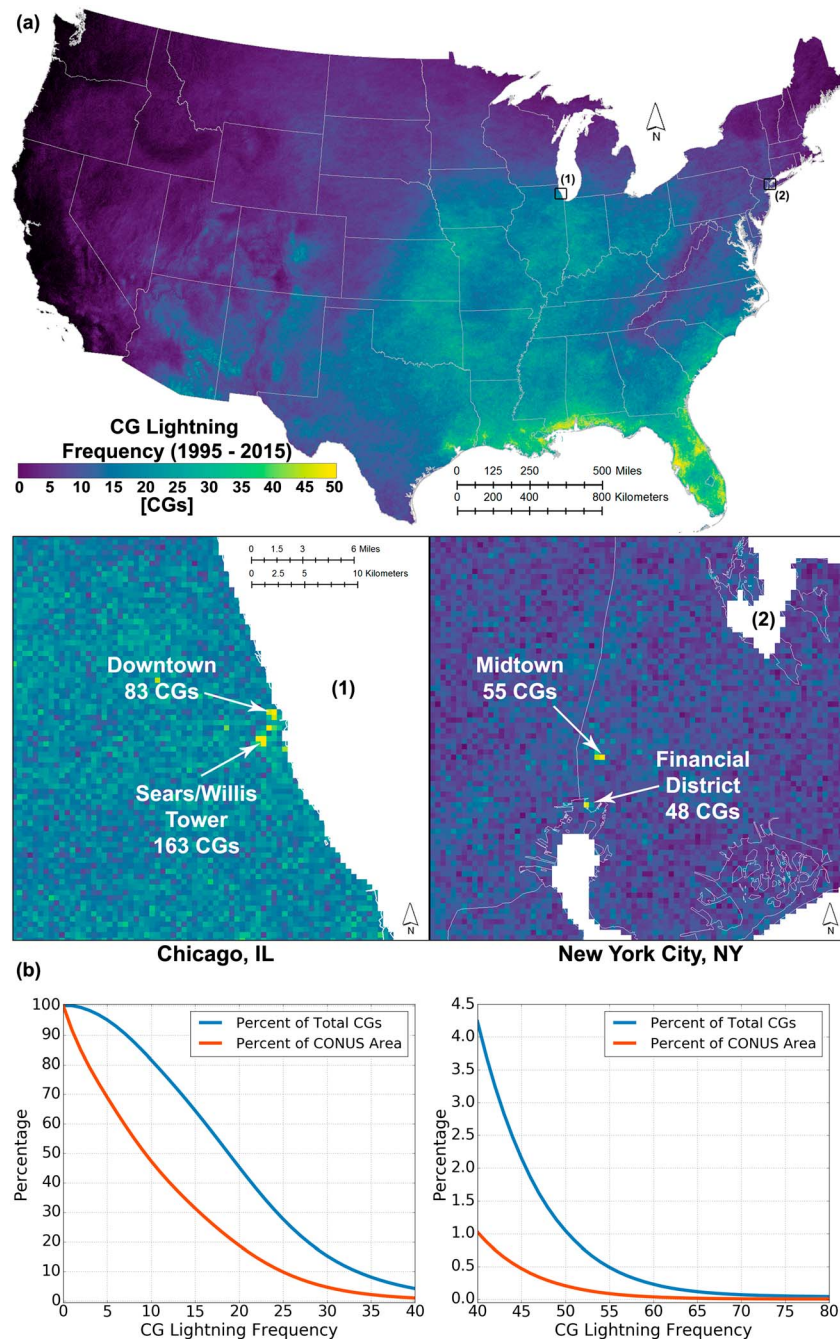 (a)
N
(1)
(2)
CG Lightning
Frequency (1995 - 2015)
0 5 10 15 20 25 30 35 40 45 50
[CGs]
0 125 250 500 Miles
0 200 400 800 Kilometers
0 1.5 3 6 Miles
0 2.5 5 10 Kilometers
Downtown
83 CGs
(1)
Sears/Willis
Tower
163 CGs
N
Chicago, IL
(2)
Midtown
55 CGs
Financial
District
48 CGs
N
New York City, NY
(b)
100
90
80
70
60
50
40
30
20
10
0
Percentage
Percent of Total CGs
Percent of CONUS Area
0 5 10 15 20 25 30 35 40
CG Lightning Frequency
4.5
4.0
3.5
3.0
2.5
2.0
1.5
1.0
0.5
0.0
Percentage
Percent of Total CGs
Percent of CONUS Area
40 45 50 55 60 65 70 75 80
CG Lightning Frequency